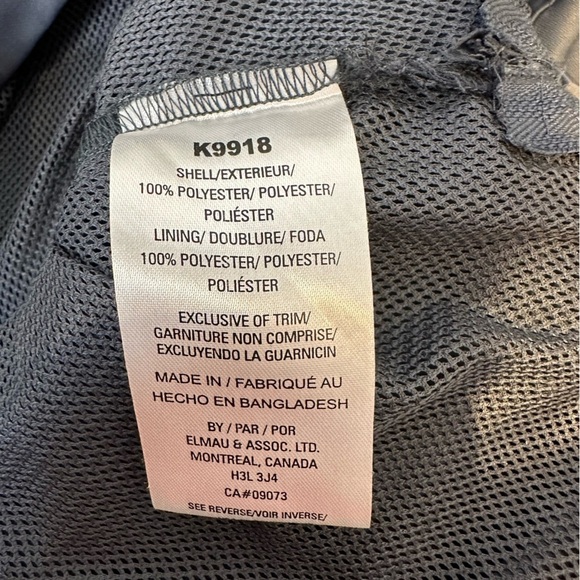 K9918
SHELL/EXTERIEUR/
100% POLYESTER/ POLYESTER/
POLIÉSTER
LINING/ DOUBLURE/ FODA
100% POLYESTER/ POLYESTER/
POLIÉSTER
EXCLUSIVE OF TRIM/
GARNITURE NON COMPRISE/
EXCLUYENDO LA GUARNICIN
MADE IN / FABRIQUÉ AU
HECHO EN BANGLADESH
BY / PAR / POR
ELMAU & ASSOC. LTD.
MONTREAL, CANADA
H3L 3J4
CA#09073
SEE REVERSE/VOIR INVERSE/